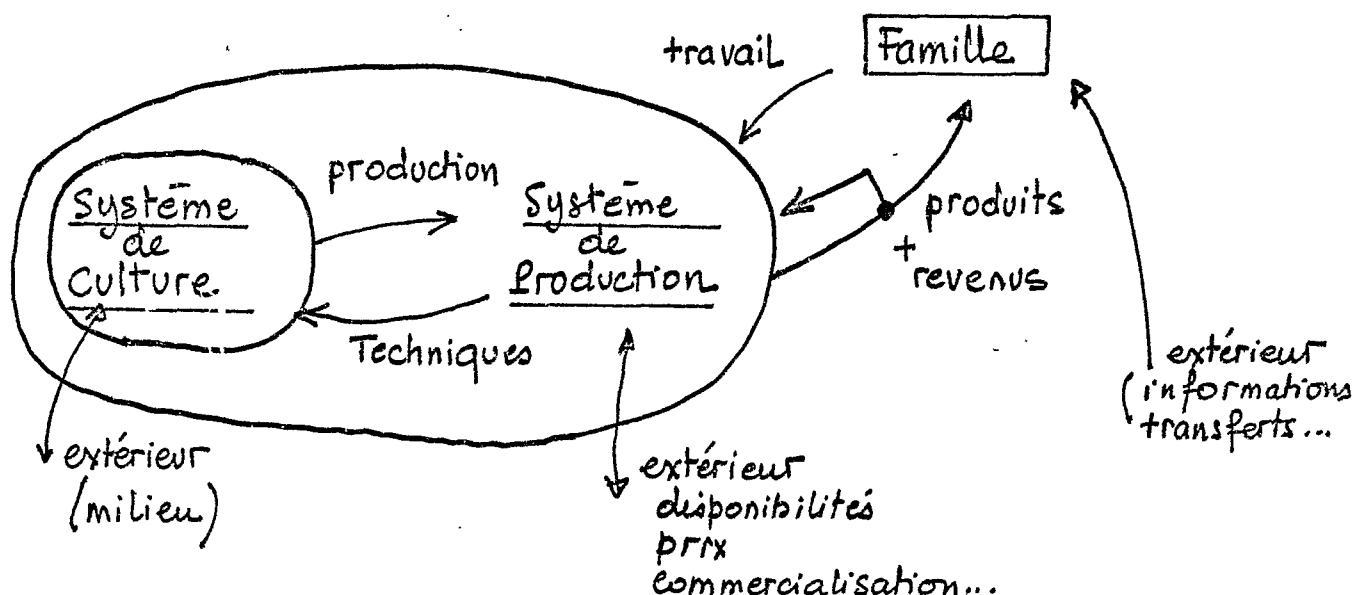 travail
Famille
production
Système
de
Culture.
Système
de
Production
Techniques
produits
+
revenus
extérieur
(informations
transferts...
extérieur
(milieu)
extérieur
disponibilités
prix
commercialisation...